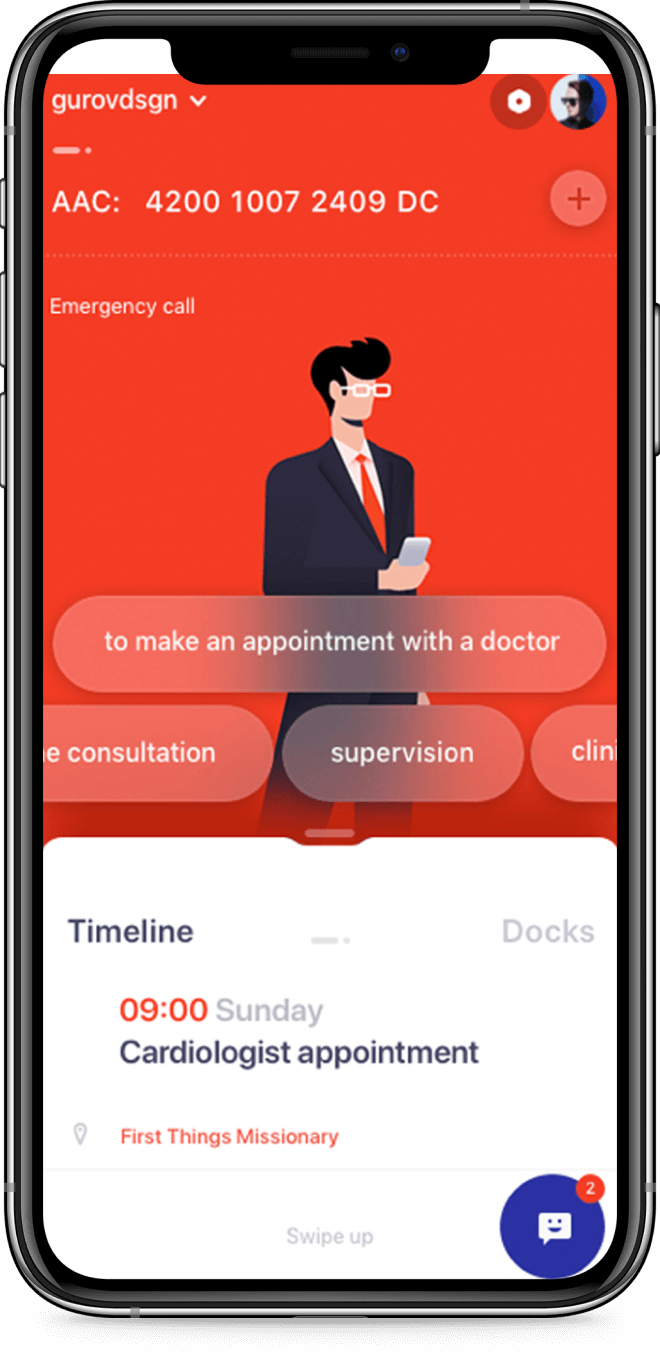 gurovdsgn
AAC: 4200 1007 2409 DC
Emergency call
to make an appointment with a doctor
consultation supervision
Timeline Docks
09:00 Sunday
Cardiologist appointment
First Things Missionary
2
Swipe up